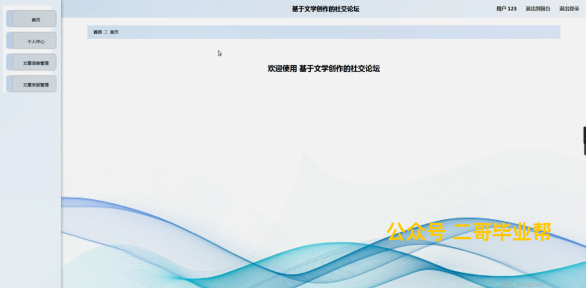 基于文学创作的社交论坛
用户 123
退出到前台
退出登录
首页
个人中心
文章信息管理
文章举报管理
首页 : 首页
欢迎使用 基于文学创作的社交论坛
公众号 二哥毕业帮